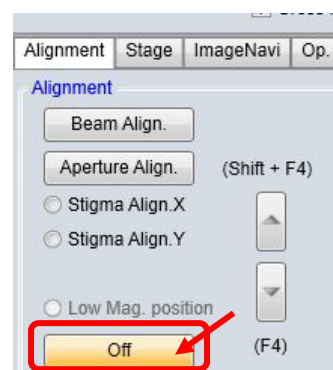 Alignment Stage ImageNavi Op.
Alignment
Beam Align.
Aperture Align. (Shift + F4)
Stigma Align.X
Stigma Align.Y
Low Mag. position
Off (F4)